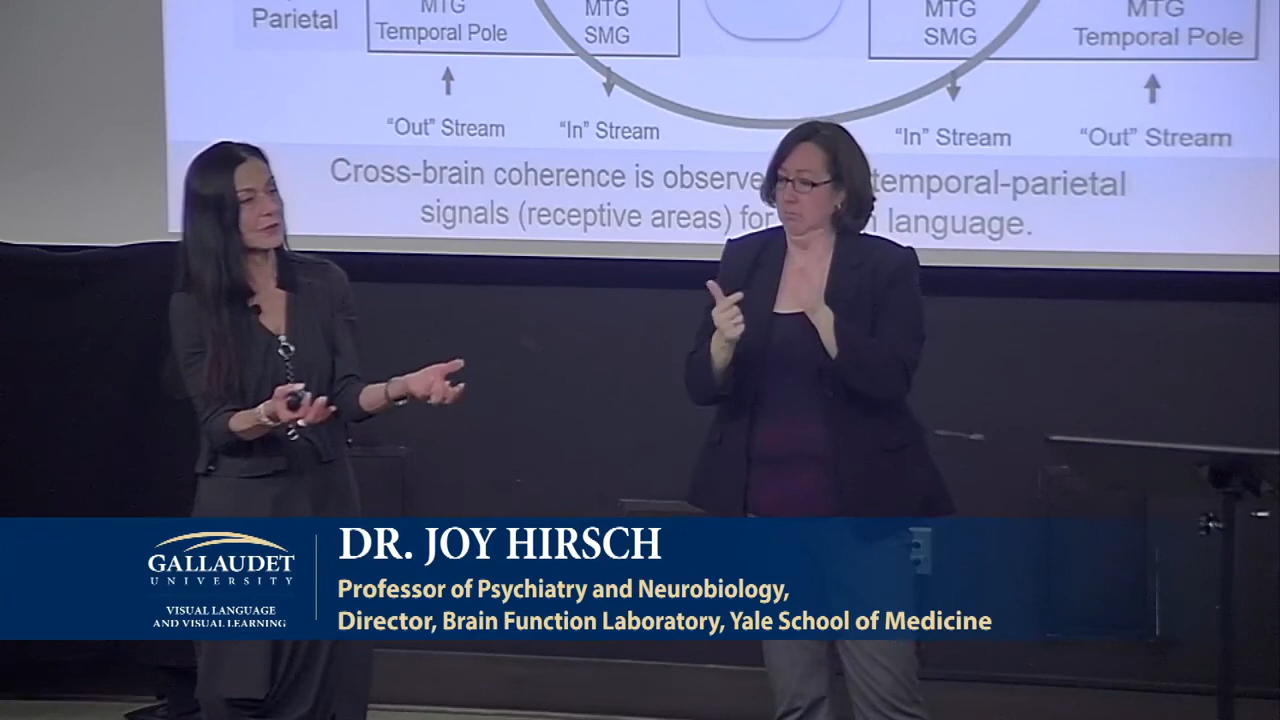 Parietal
MTG
Temporal Pole
MTG
SMG
MTG
SMG
MTG
Temporal Pole
"Out" Stream
"In" Stream
"In" Stream
"Out" Stream
Cross-brain coherence is observe temporal-parietal
signals (receptive areas) for language.
GALLAUDET
UNIVERSITY
VISUAL LANGUAGE
AND VISUAL LEARNING
DR. JOY HIRSCH
Professor of Psychiatry and Neurobiology,
Director, Brain Function Laboratory, Yale School of Medicine